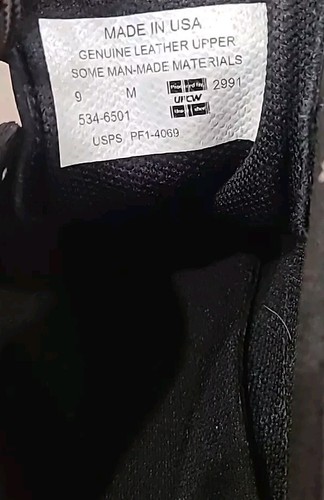 MADE IN USA
GENUINE LEATHER UPPER
SOME MAN-MADE MATERIALS
9 M 2991
UFCW
534-6501
USPS PF1-4069